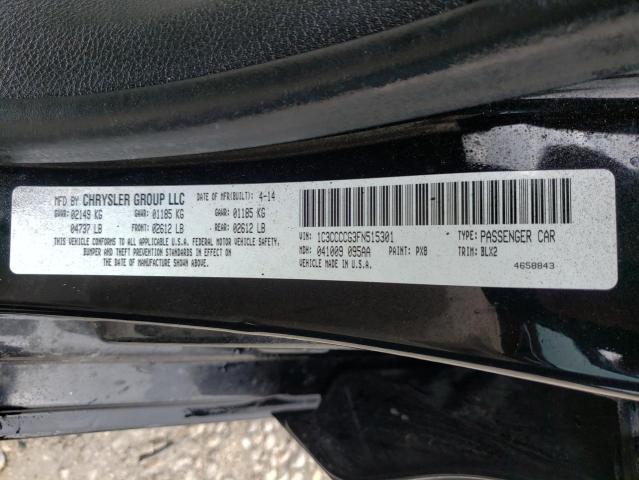 MFD BY CHRYSLER GROUP LLC DATE OF MFR(BUILT): 4-14
GVWR: 02149 KG GAWR: 01185 KG GAWR: 01185 KG
04737 LB FRONT: 02612 LB REAR: 02612 LB
THIS VEHICLE CONFORMS TO ALL APPLICABLE U.S.A. FEDERAL MOTOR VEHICLE SAFETY,
BUMPER AND THEFT PREVENTION STANDARDS IN EFFECT ON
THE DATE OF MANUFACTURE SHOWN ABOVE.
VIN: 1C3CCCCG3FN515301 TYPE: PASSENGER CAR
MDH: 041009 095AA PAINT: PX8 TRIM: BLX2
VEHICLE MADE IN U.S.A. 4658843